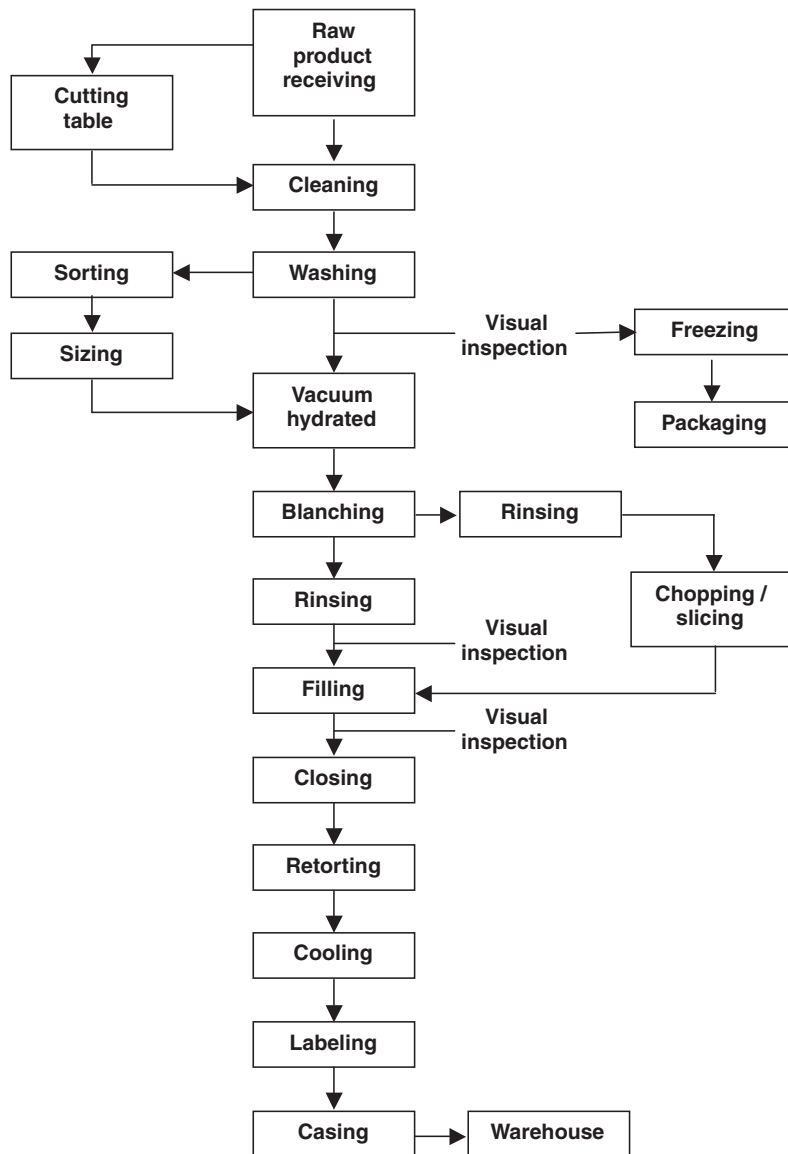 Raw
product
receiving
Cutting
table
Cleaning
Sorting
Washing
Visual
inspection
Freezing
Sizing
Vacuum
hydrated
Packaging
Blanching
Rinsing
Chopping /
slicing
Rinsing
Visual
inspection
Filling
Visual
inspection
Closing
Retorting
Cooling
Labeling
Casing
Warehouse